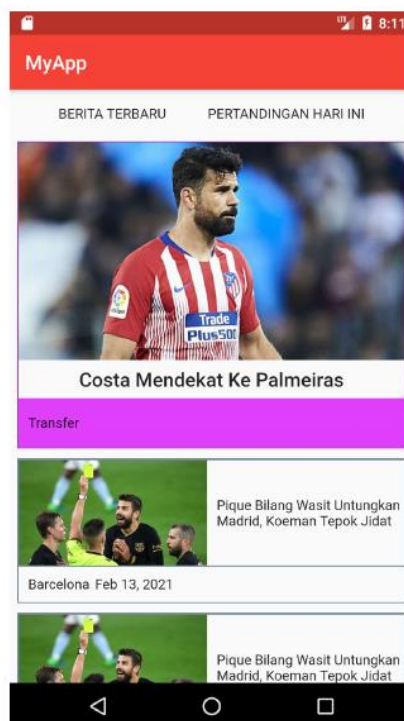 LTE 8:11
MyApp
BERITA TERBARU PERTANDINGAN HARI INI
Trade
Plus500
Costa Mendekat Ke Palmeiras
Transfer
Pique Bilang Wasit Untungkan
Madrid, Koeman Tepok Jidat
Barcelona Feb 13, 2021
Pique Bilang Wasit Untungkan
Madrid, Koeman Tepok Jidat